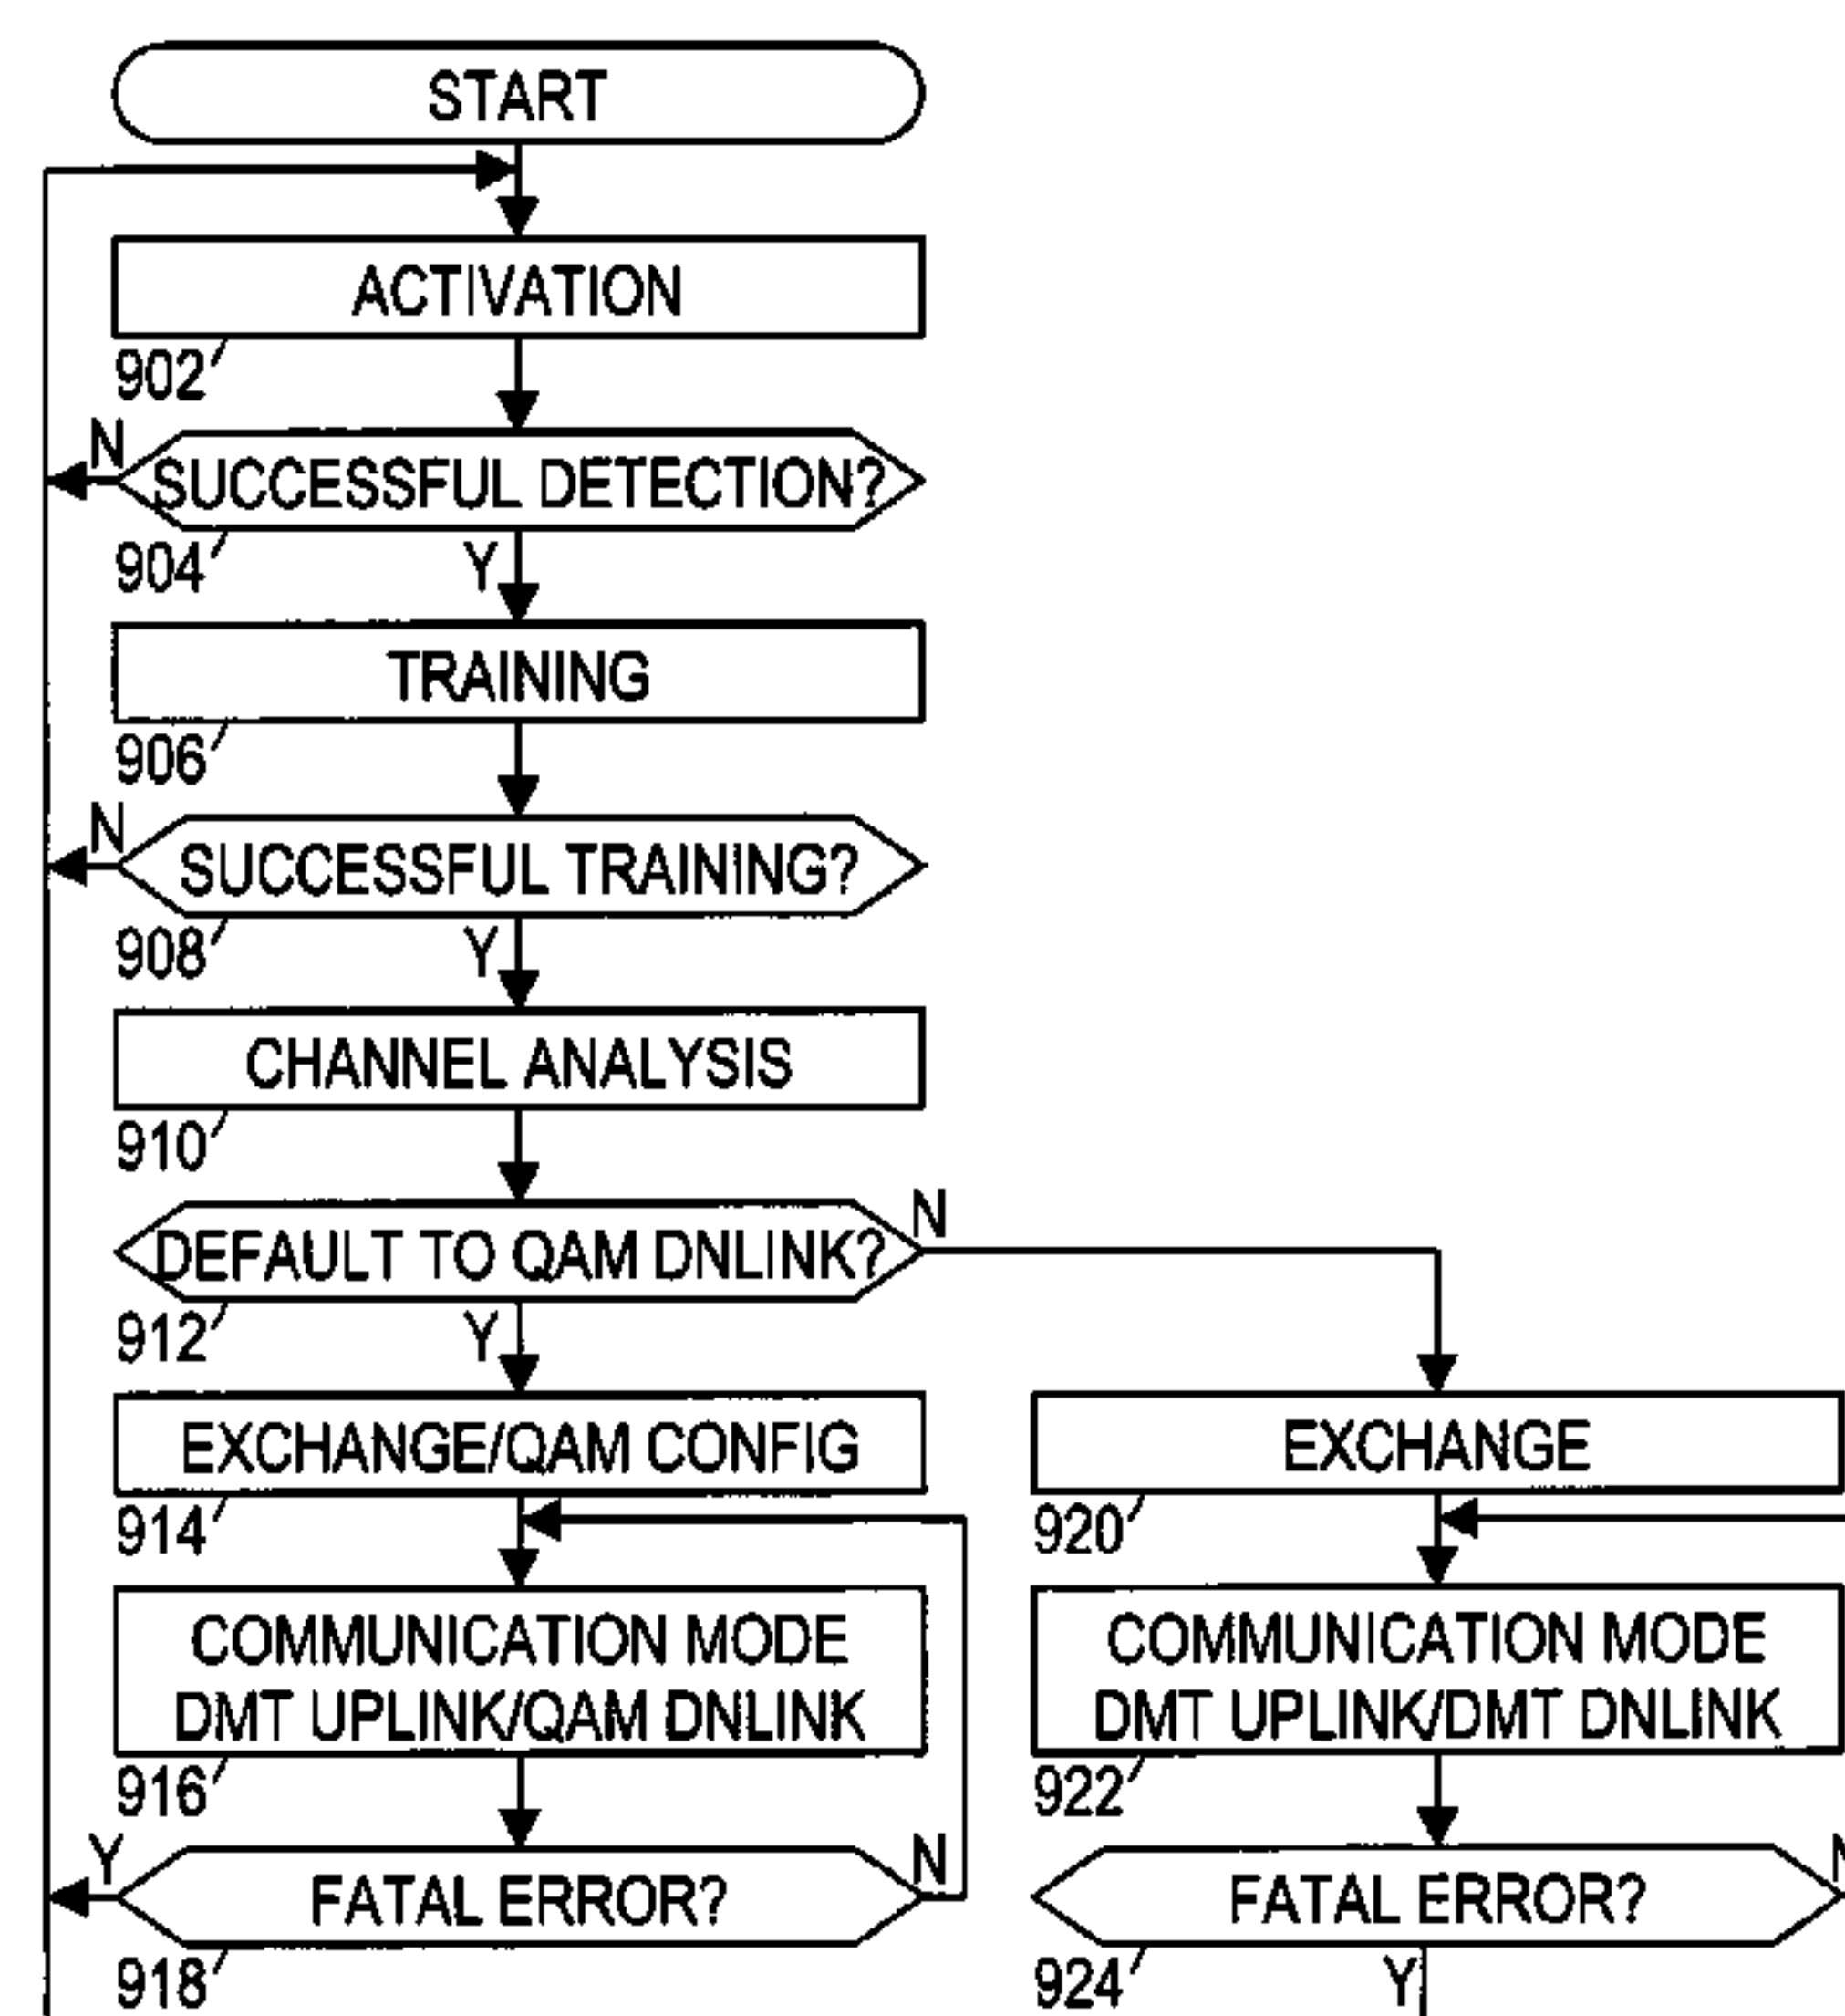 START
ACTIVATION
902
N
SUCCESSFUL DETECTION?
904
Y
TRAINING
906
N
SUCCESSFUL TRAINING?
908
Y
CHANNEL ANALYSIS
910
N
DEFAULT TO QAM DNLINK?
912
Y
EXCHANGE/QAM CONFIG
914
COMMUNICATION MODE
DMT UPLINK/QAM DNLINK
916
Y
N
FATAL ERROR?
918
EXCHANGE
920
COMMUNICATION MODE
DMT UPLINK/DMT DNLINK
922
N
FATAL ERROR?
924
Y